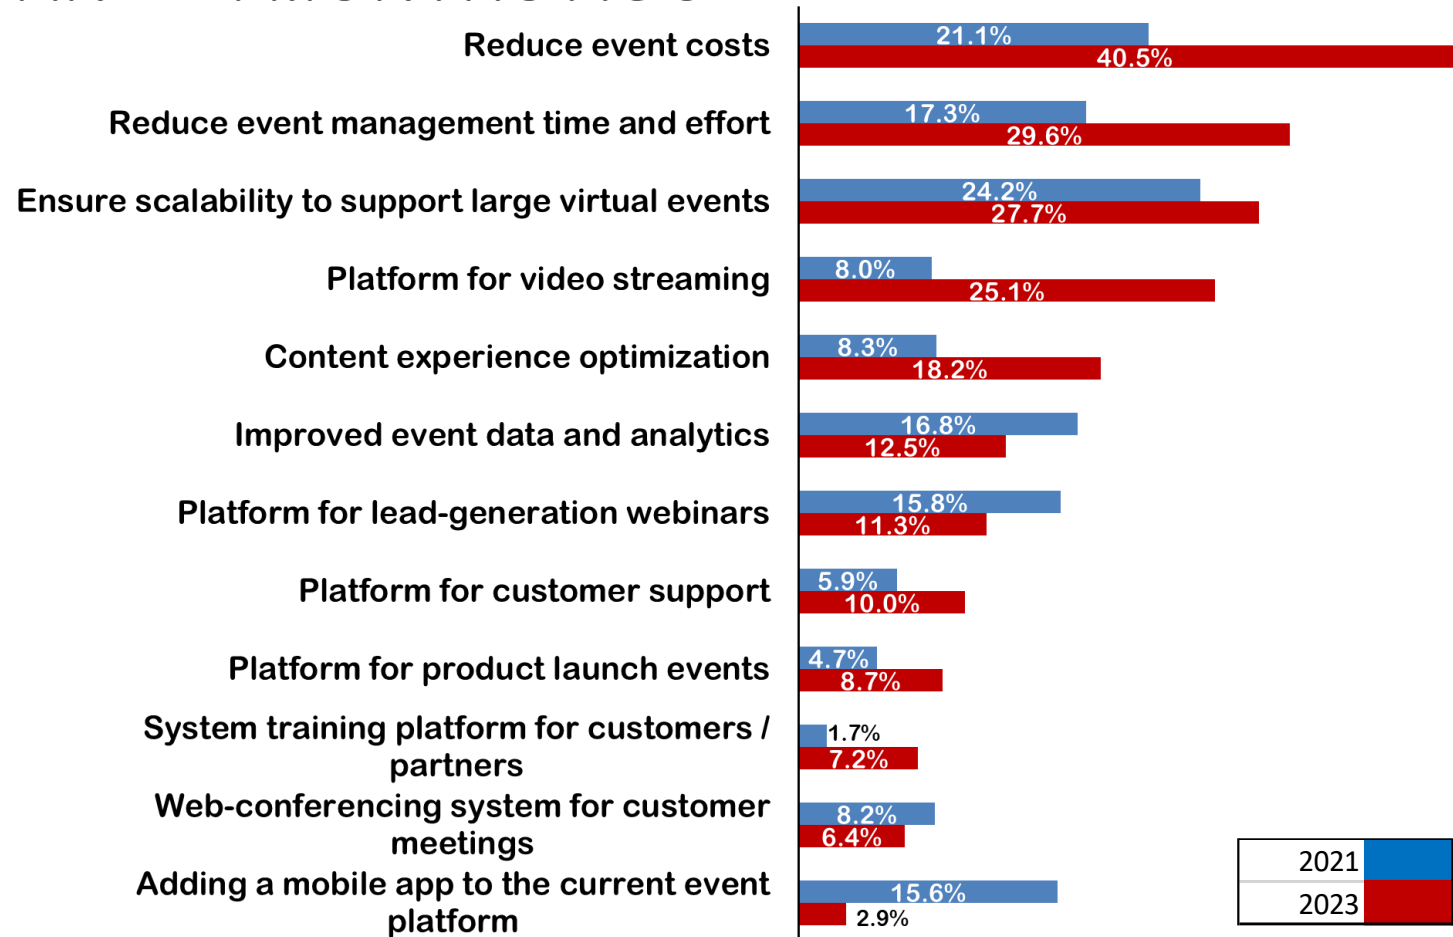 Reduce event costs
21.1%
40.5%
Reduce event management time and effort
17.3%
29.6%
Ensure scalability to support large virtual events
24.2%
27.7%
Platform for video streaming
8.0%
25.1%
Content experience optimization
8.3%
18.2%
Improved event data and analytics
16.8%
12.5%
Platform for lead-generation webinars
15.8%
11.3%
Platform for customer support
5.9%
10.0%
Platform for product launch events
4.7%
8.7%
System training platform for customers /
partners
1.7%
7.2%
Web-conferencing system for customer
meetings
8.2%
6.4%
Adding a mobile app to the current event
platform
15.6%
2.9%
2021
2023